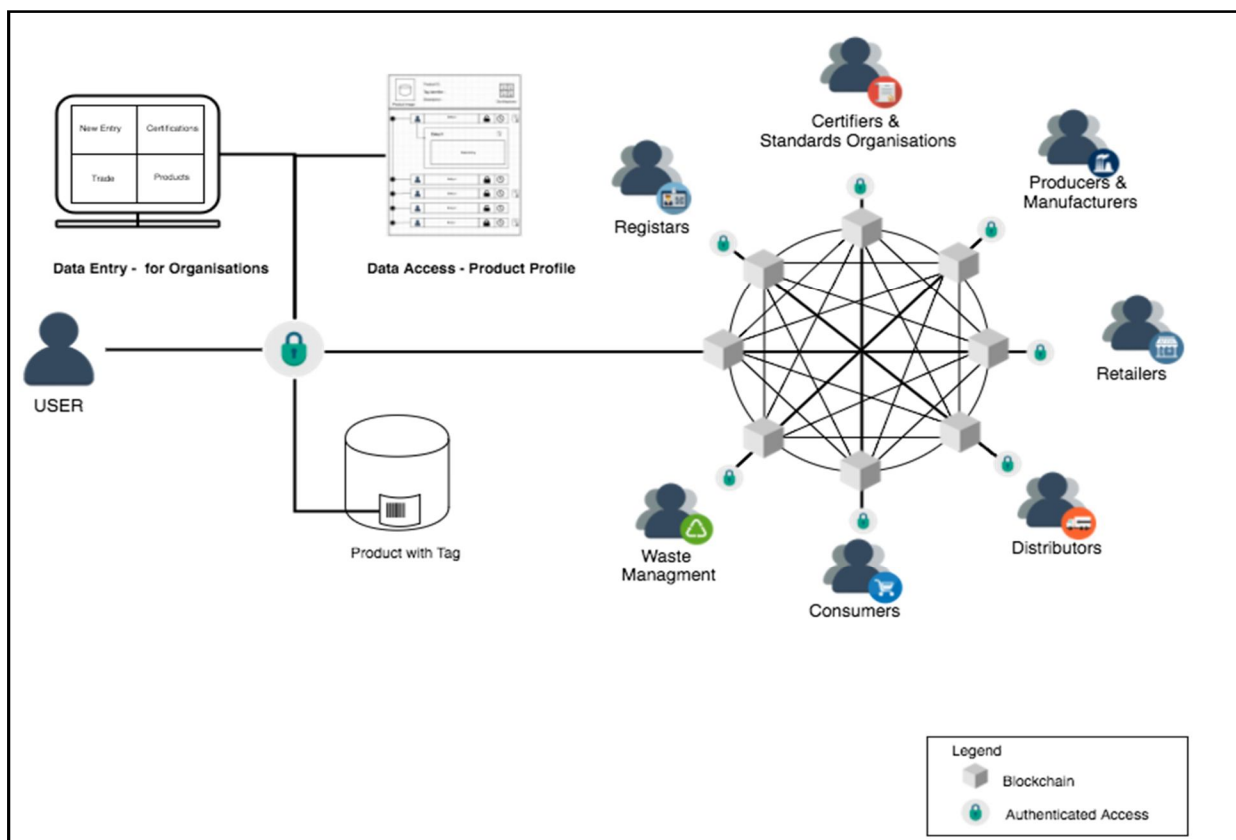 New Entry
Certifications
Trade
Products
Data Entry - for Organisations
Data Access - Product Profile
USER
Product with Tag
Certifiers &
Standards Organisations
Producers &
Manufacturers
Registars
Retailers
Distributors
Waste
Managment
Consumers
Legend
Blockchain
Authenticated Access